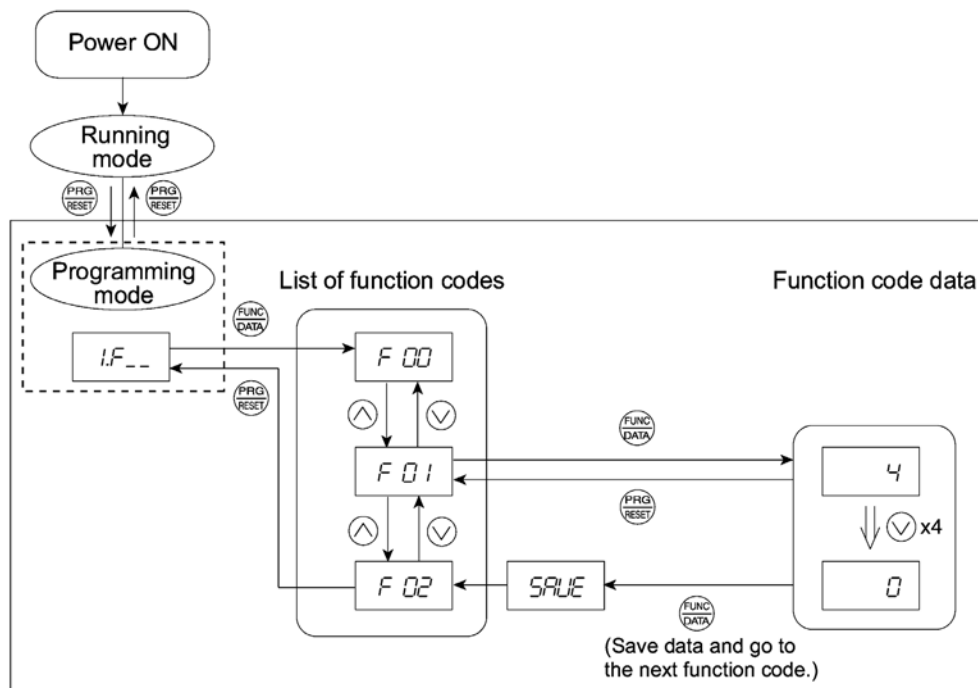 Power ON
Running
mode
PRG
RESET
PRG
RESET
Programming
mode
List of function codes
Function code data
FUNC
DATA
1.F__
F 00
PRG
RESET
FUNC
DATA
F 01
4
PRG
RESET
x4
F 02
SAVE
0
FUNC
DATA
(Save data and go to
the next function code.)